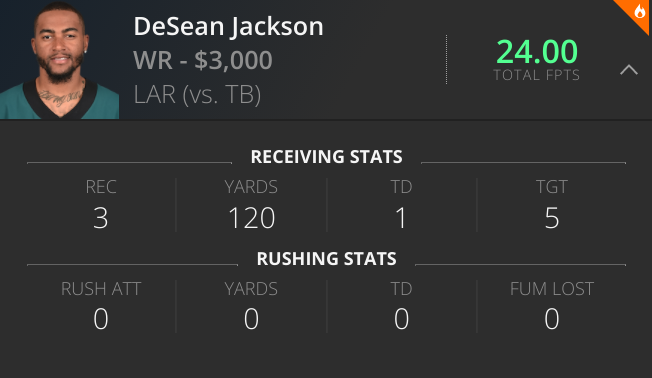 DeSean Jackson
WR - $3,000
LAR (vs. TB)
24.00
TOTAL FPTS
RECEIVING STATS
REC YARDS TD TGT
3 120 1 5
RUSHING STATS
RUSH ATT YARDS TD FUM LOST
0 0 0 0